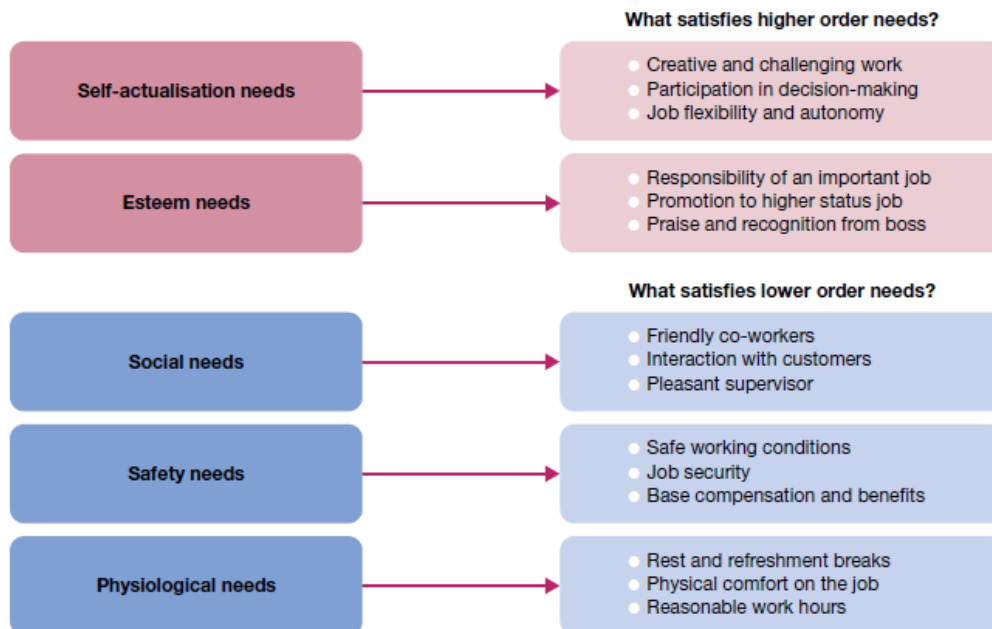 What satisfies higher order needs?
Self-actualisation needs
Creative and challenging work
Participation in decision-making
Job flexibility and autonomy
Esteem needs
Responsibility of an important job
Promotion to higher status job
Praise and recognition from boss
What satisfies lower order needs?
Social needs
Friendly co-workers
Interaction with customers
Pleasant supervisor
Safety needs
Safe working conditions
Job security
Base compensation and benefits
Physiological needs
Rest and refreshment breaks
Physical comfort on the job
Reasonable work hours